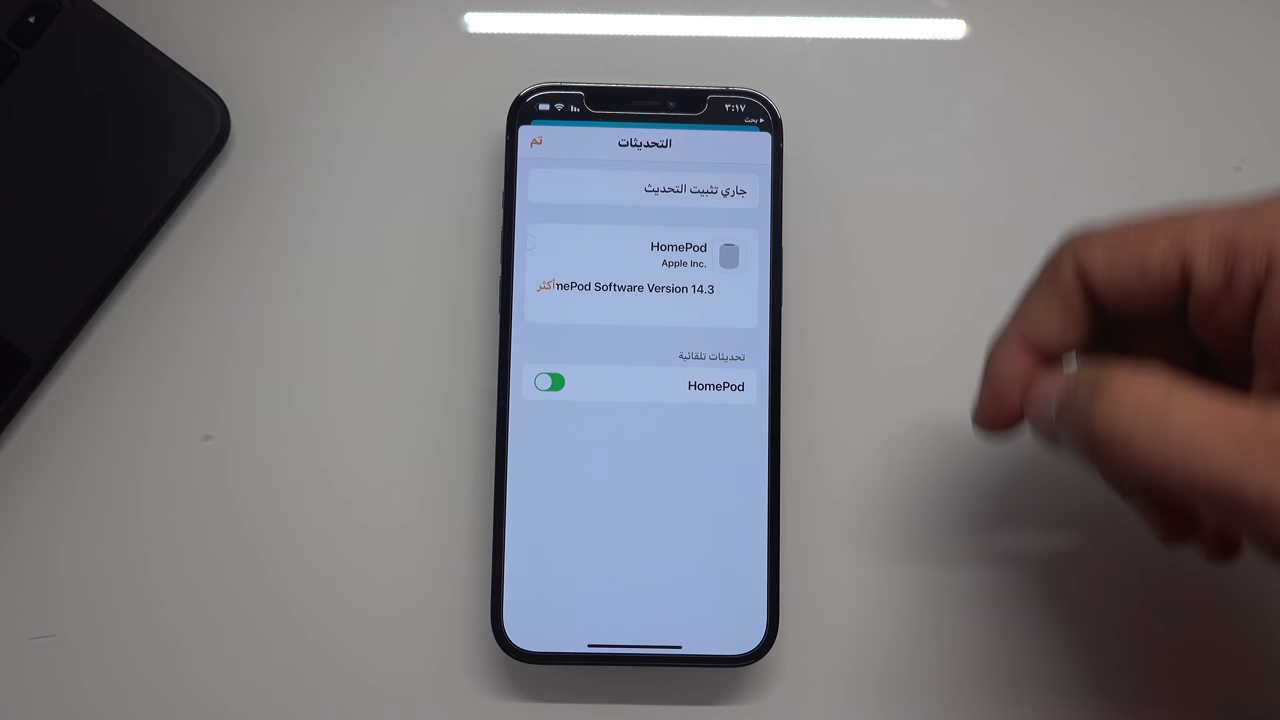 ٣:١٧
بحث
التحديثات
تم
جاري تثبيت التحديث
HomePod
Apple Inc.
mePod Software Version 14.3
أكثر
تحديثات تلقائية
HomePod